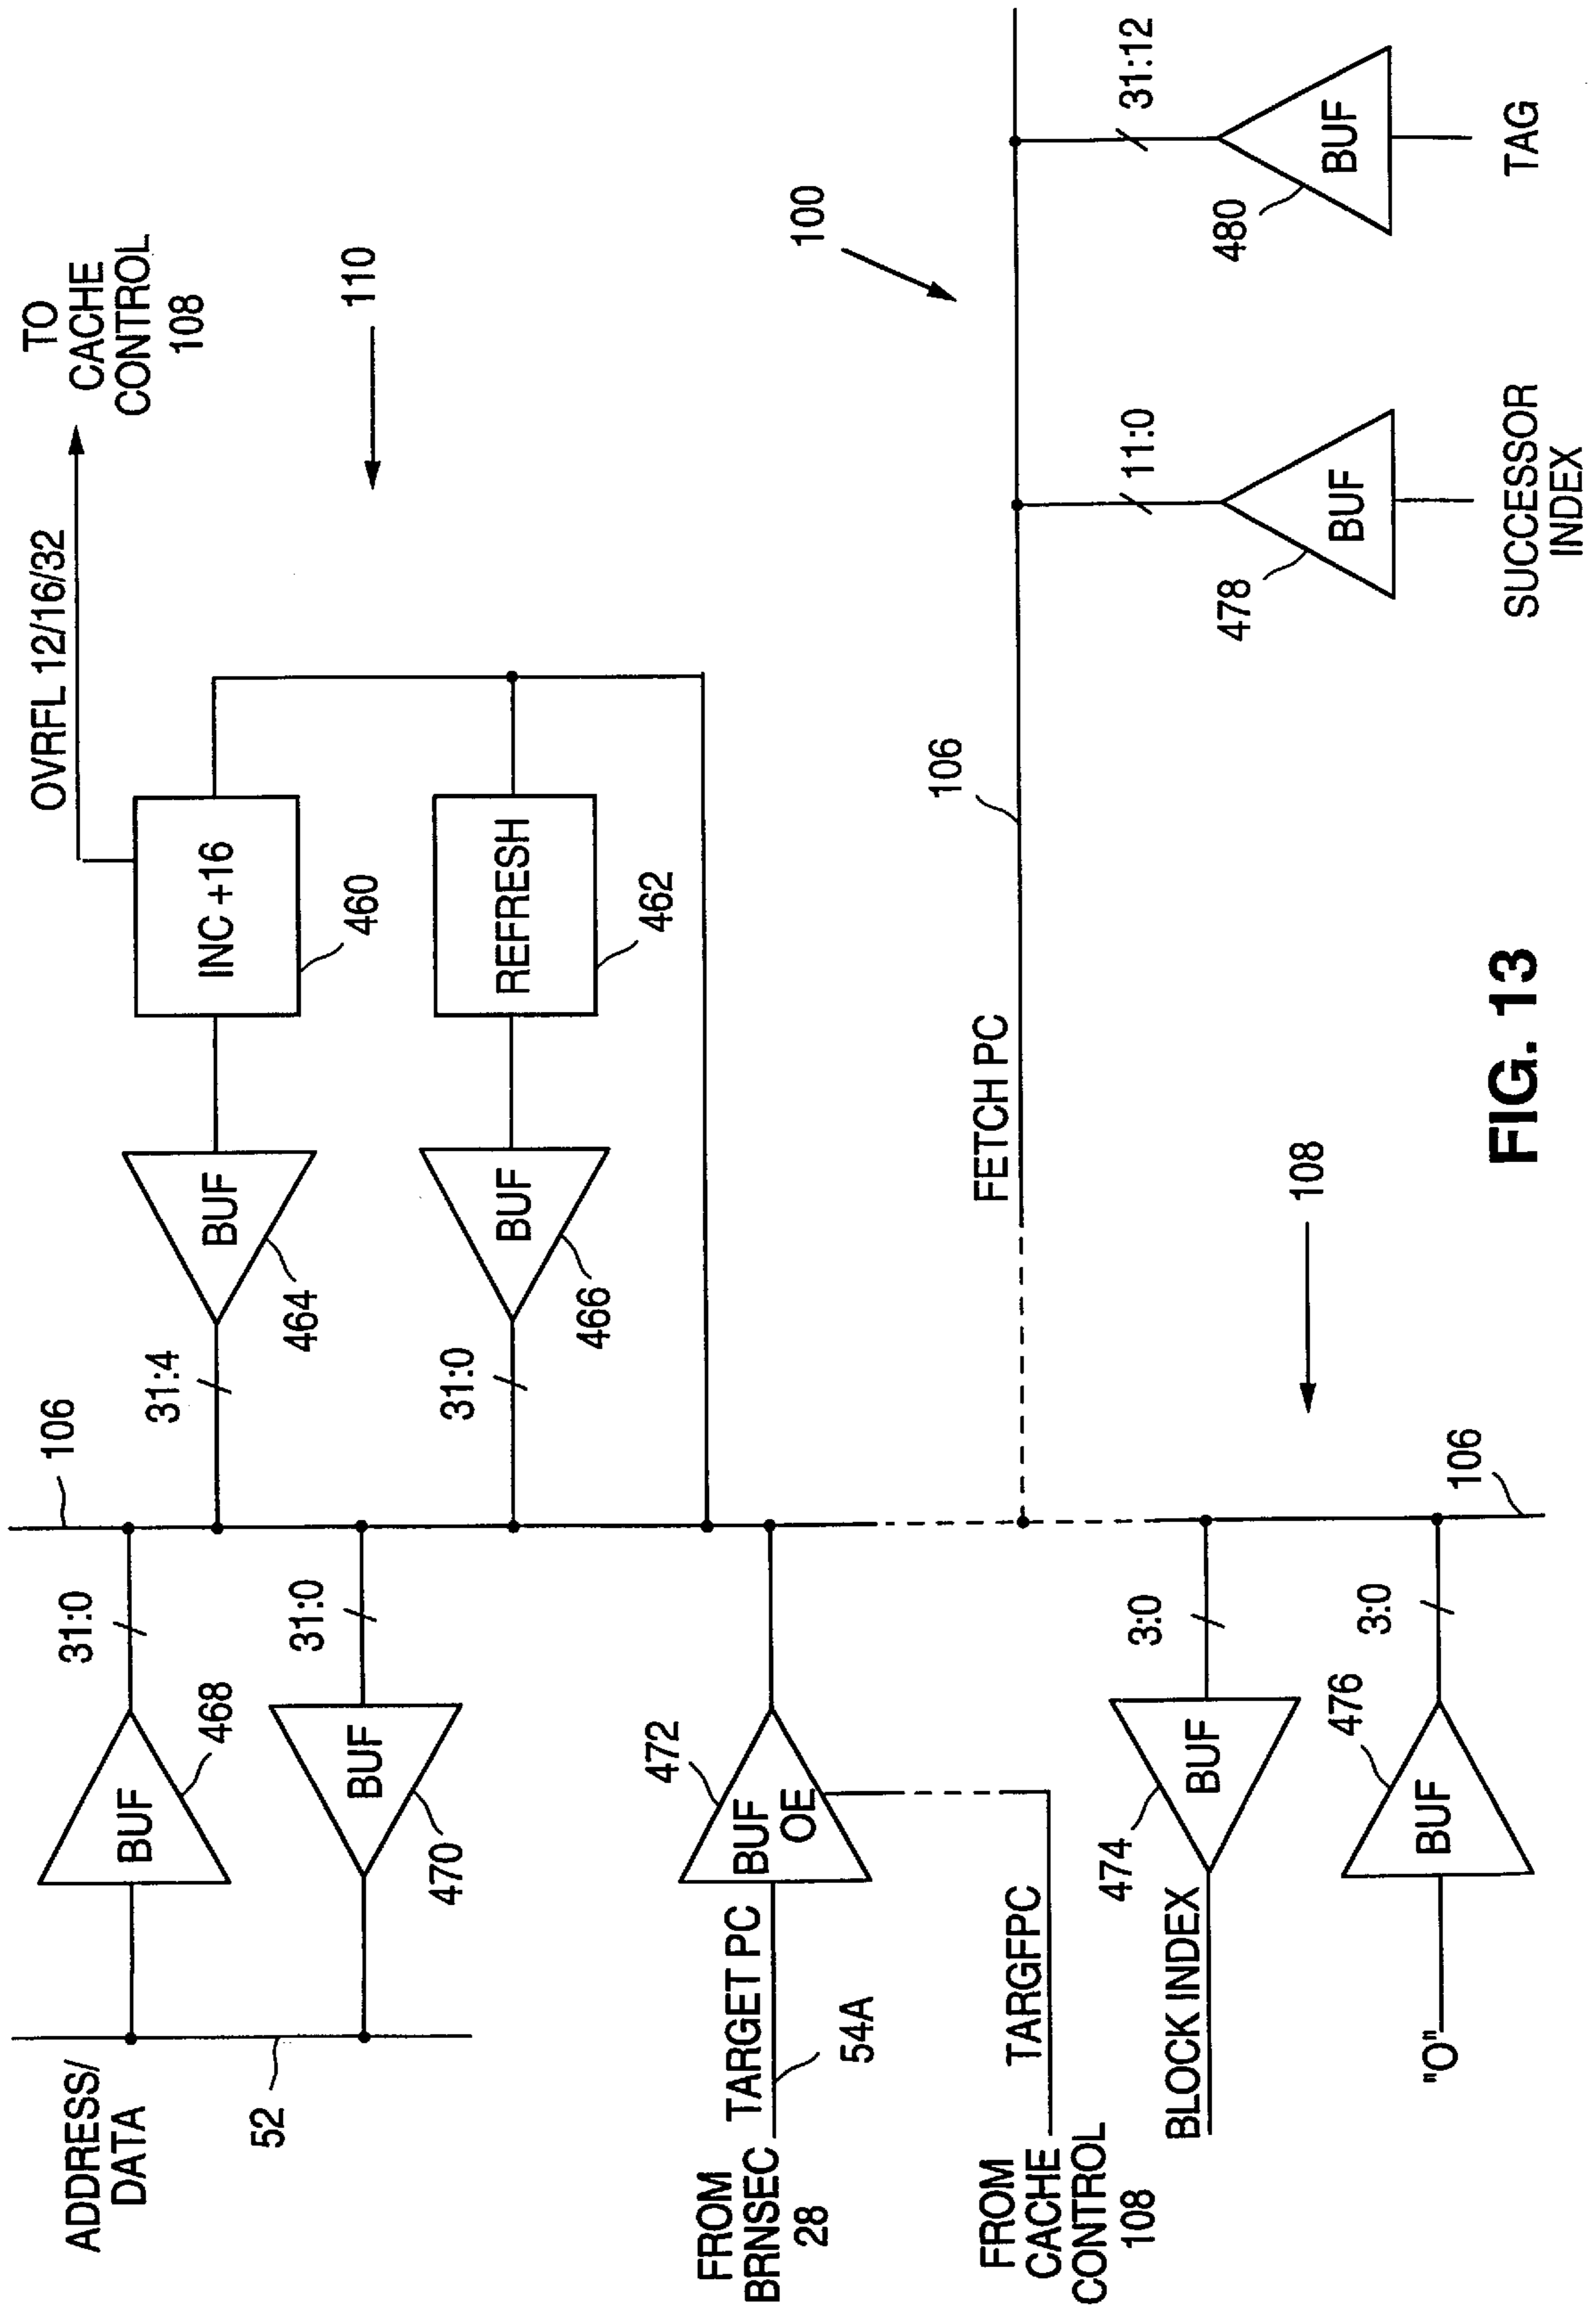 ADDRESS/
DATA
52
BUF
468
31:0
106
BUF
470
31:0
31:4
BUF
464
INC +16
460
OVRFL 12/16/32
TO
CACHE
CONTROL
108
31:0
BUF
466
REFRESH
462
110
FROM
BRNSEC
28
TARGET PC
54A
BUF
OE
472
FROM
CACHE
CONTROL
108
TARGFPC
FETCH PC
106
100
BLOCK INDEX
BUF
474
3:0
"O"
BUF
476
3:0
106
108
BUF
478
11:0
SUCCESSOR
INDEX
BUF
480
31:12
TAG
FIG. 13